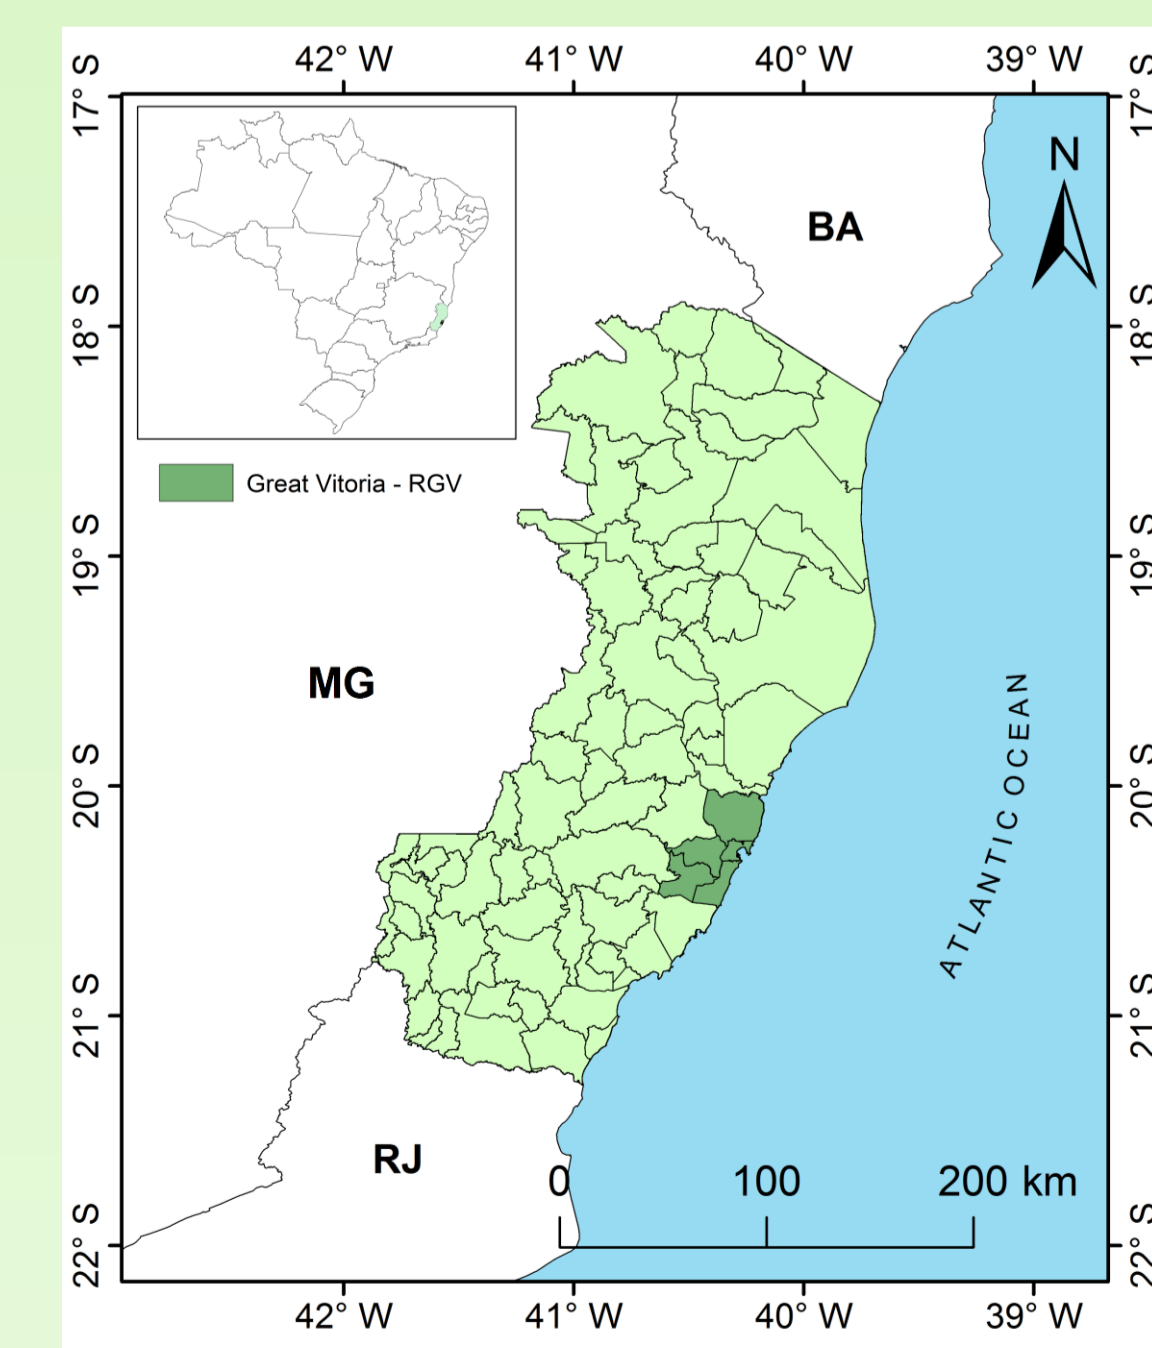 42° W 41° W 40° W 39° W
17° S
17° S
N
BA
18° S
18° S
Great Vitoria - RGV
19° S
19° S
MG
ATLANTIC OCEAN
20° S
20° S
21° S
21° S
RJ
0 100 200 km
22° S
22° S
42° W 41° W 40° W 39° W